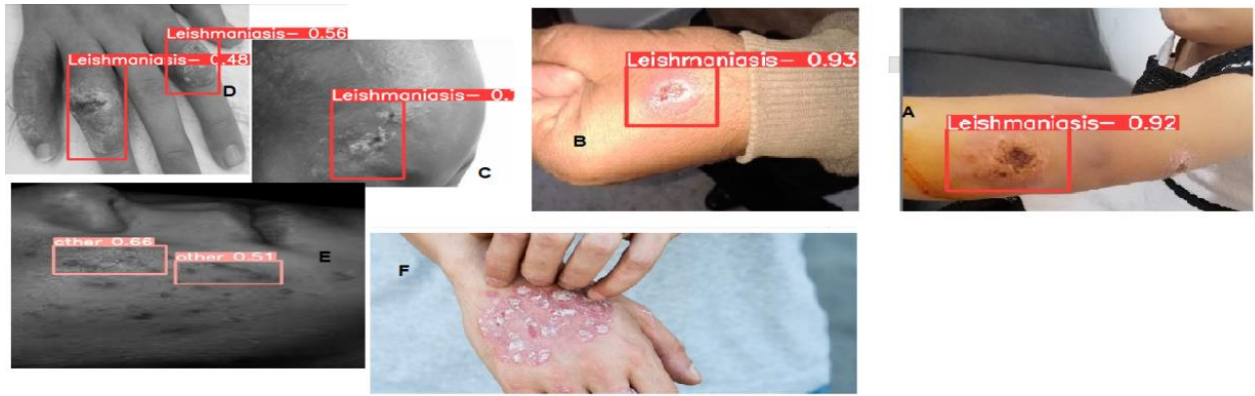 Leishmaniasis— 0.56
Leishmaniasis— 0.48
D
Leishmaniasis— 0.
C
Leishmaniasis— 0.93
B
A
Leishmaniasis— 0.92
other 0.66
other 0.51
E
F